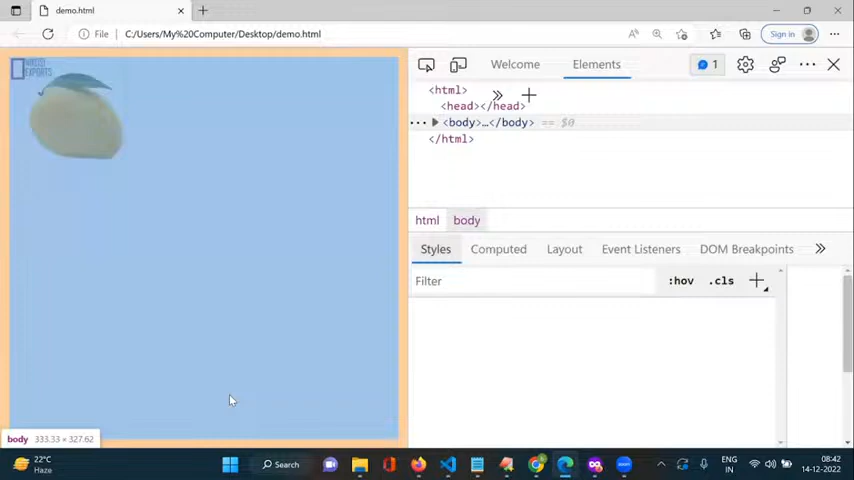 demo.html
File
C:/Users/My%20Computer/Desktop/demo.html
Sign in
EXPORTS
Welcome
Elements
1
<html>
<head></head>
<body>…</body> == $0
</html>
html
body
Styles
Computed
Layout
Event Listeners
DOM Breakpoints
Filter
:hov
.cls
body 333.33 × 327.62
22°C
Haze
Search
ENG
IN
08:42
14-12-2022